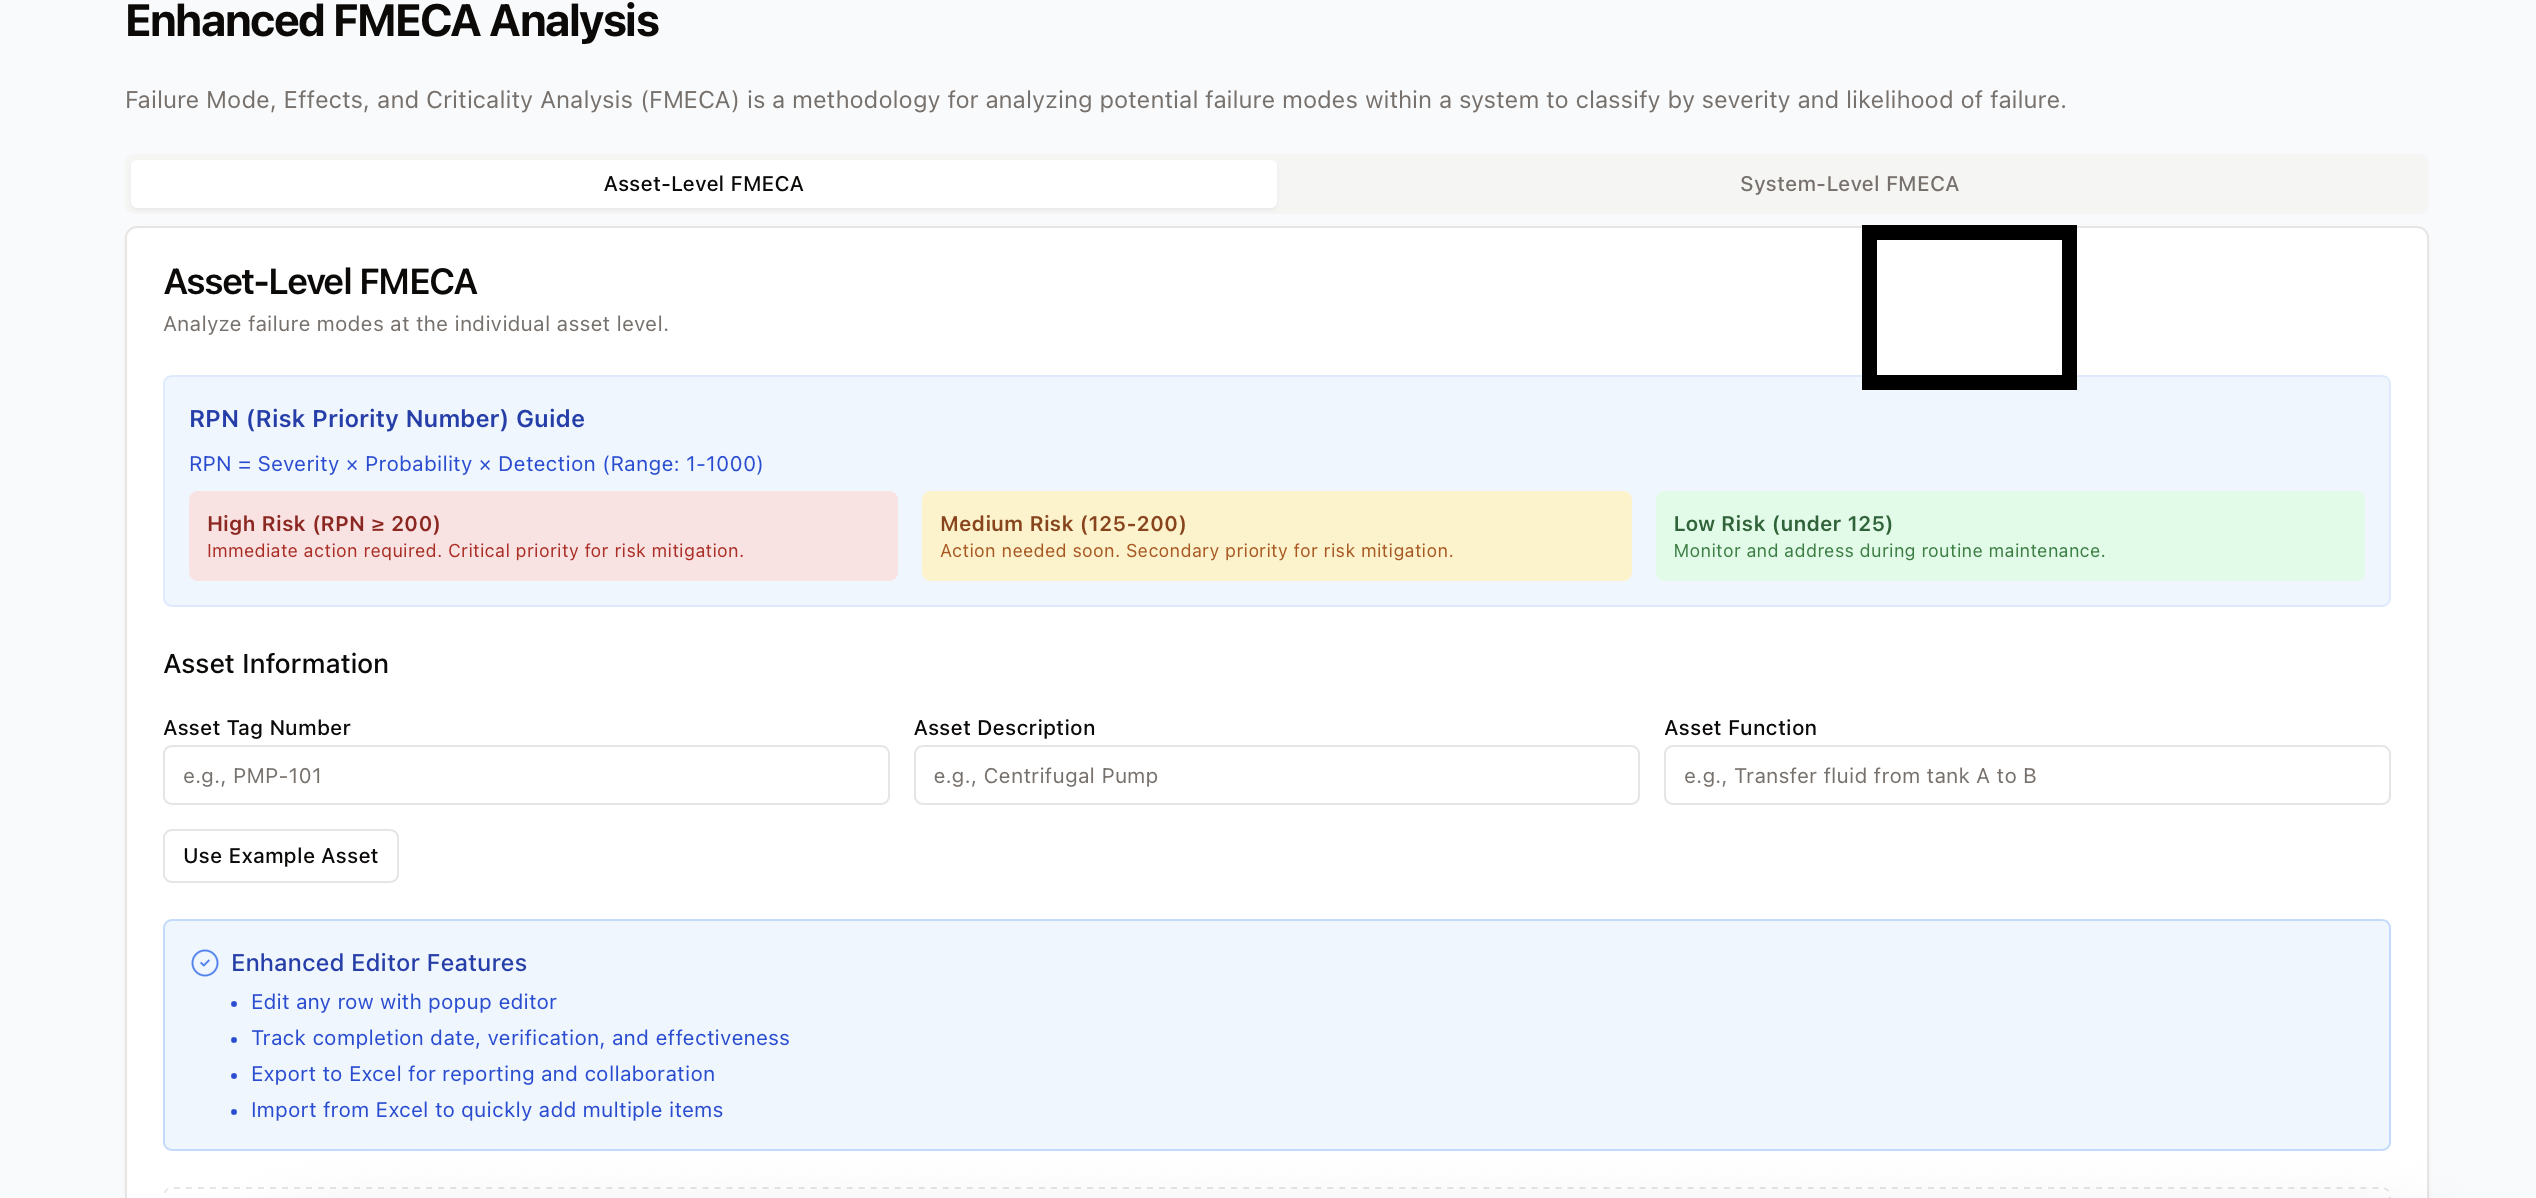 Enhanced FMECA Analysis
Failure Mode, Effects, and Criticality Analysis (FMECA) is a methodology for analyzing potential failure modes within a system to classify by severity and likelihood of failure.
Asset-Level FMECA
System-Level FMECA
Asset-Level FMECA
Analyze failure modes at the individual asset level.
RPN (Risk Priority Number) Guide
RPN = Severity × Probability × Detection (Range: 1-1000)
High Risk (RPN ≥ 200)
Immediate action required. Critical priority for risk mitigation.
Medium Risk (125-200)
Action needed soon. Secondary priority for risk mitigation.
Low Risk (under 125)
Monitor and address during routine maintenance.
Asset Information
Asset Tag Number
e.g., PMP-101
Asset Description
e.g., Centrifugal Pump
Asset Function
e.g., Transfer fluid from tank A to B
Use Example Asset
Enhanced Editor Features
• Edit any row with popup editor
• Track completion date, verification, and effectiveness
• Export to Excel for reporting and collaboration
• Import from Excel to quickly add multiple items